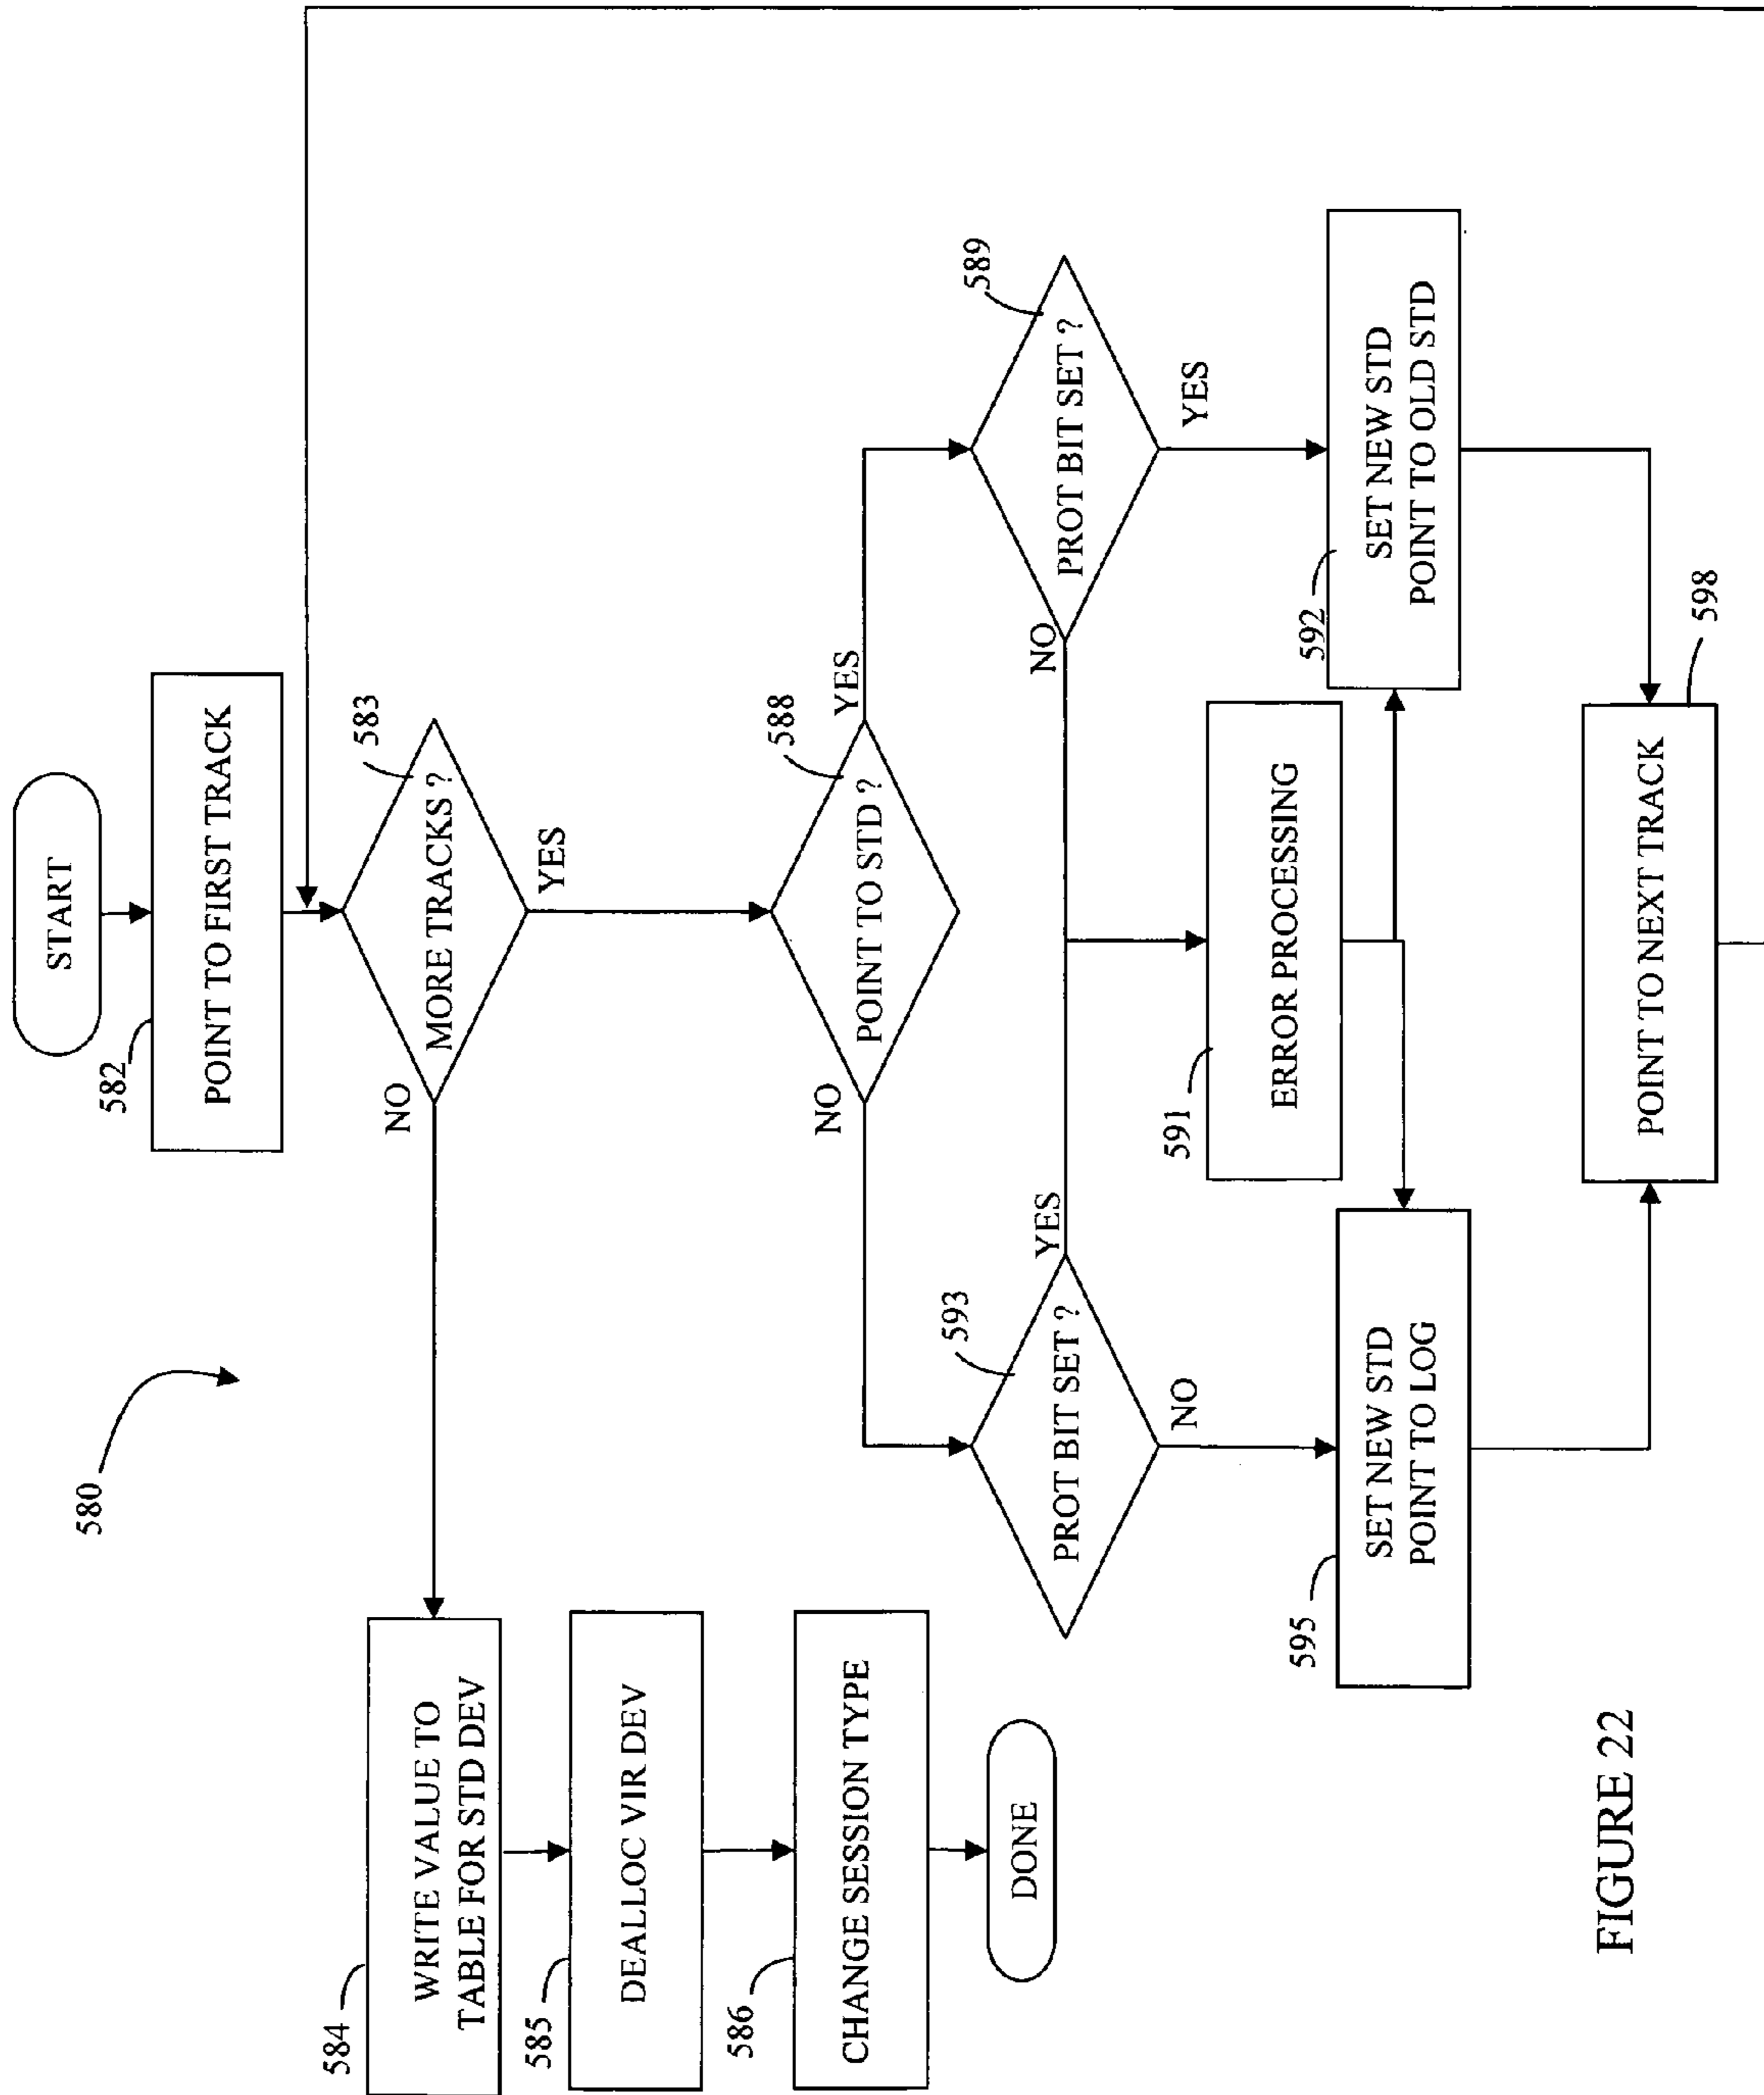 START
582
POINT TO FIRST TRACK
583
MORE TRACKS ?
NO
YES
580
584
WRITE VALUE TO
TABLE FOR STD DEV
585
DEALLOC VIR DEV
586
CHANGE SESSION TYPE
DONE
588
POINT TO STD ?
NO
YES
593
PROT BIT SET ?
YES
NO
589
PROT BIT SET ?
NO
YES
591
ERROR PROCESSING
595
SET NEW STD
POINT TO LOG
592
SET NEW STD
POINT TO OLD STD
598
POINT TO NEXT TRACK
FIGURE 22